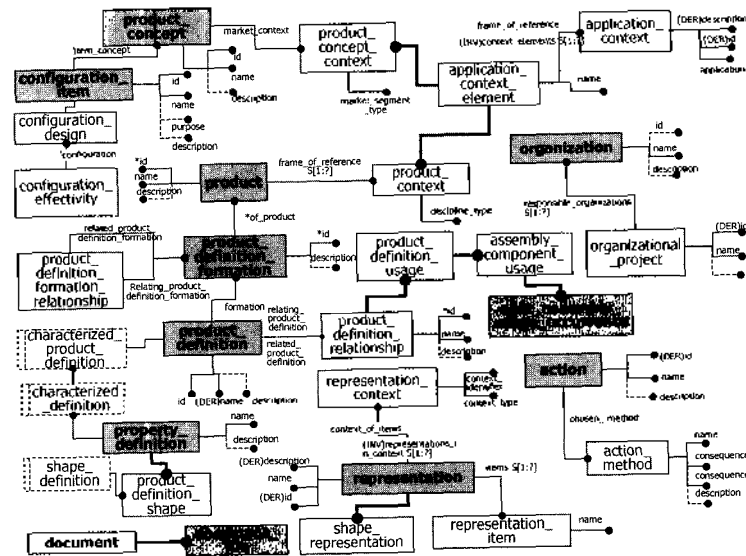 product_
concept
market_context
product_
concept_
context
frame_of_reference
(INV)context_elements S[1:?]
application_
context
(DER)description
(DER)id
application
item_concept
id
name
description
configuration_
item
id
name
purpose
description
market_segment
_type
application_
context_
element
name
configuration_
design
configuration
configuration_
effectivity
*id
name
description
product
frame_of_reference
S[1:?]
product_
context
discipline_type
organization
id
name
description
responsible_organizations
S[1:?]
organizational
_project
(DER)id
name
*of_product
related_product_
definition_formation
product_
definition_
formation_
relationship
Relating_product_
definition_formation
product_
definition_
formation
*id
description
product_
definition_
usage
assembly_
component_
usage
formation
characterized_
product_
definition
product_
definition
relating_product_
definition
related_product_
definition
product_
definition_
relationship
*id
name
description
id
(DER)name
description
characterized_
definition
representation_
context
context_
identifier
context_type
action
(DER)id
name
description
chosen_method
property_
definition
name
description
context_of_items
(INV)representations_i
n_context S[1:?]
action_
method
name
consequence
consequence
description
shape_
definition
product_
definition_
shape
(DER)description
name
(DER)id
representation
items S[1:?]
shape_
representation
representation_
item
name
document